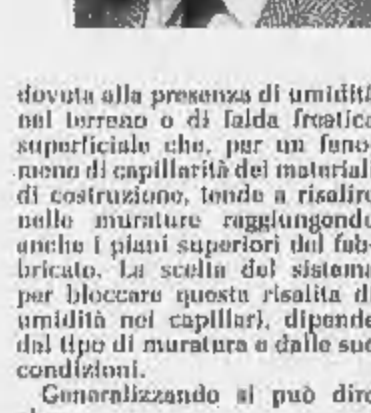 dovuta alla presenza di umidità
nel terreno o di falda freatica
superficiale che, per un feno-
meno di capillarità dei materiali
di costruzione, tende a risalire
nelle murature raggiungendo
anche i piani superiori del fab-
bricato. La scelta del sistema
per bloccare questa risalita di
umidità nei capillari, dipende
dal tipo di muratura e dalle sue
condizioni.
Generalizzando si può dire